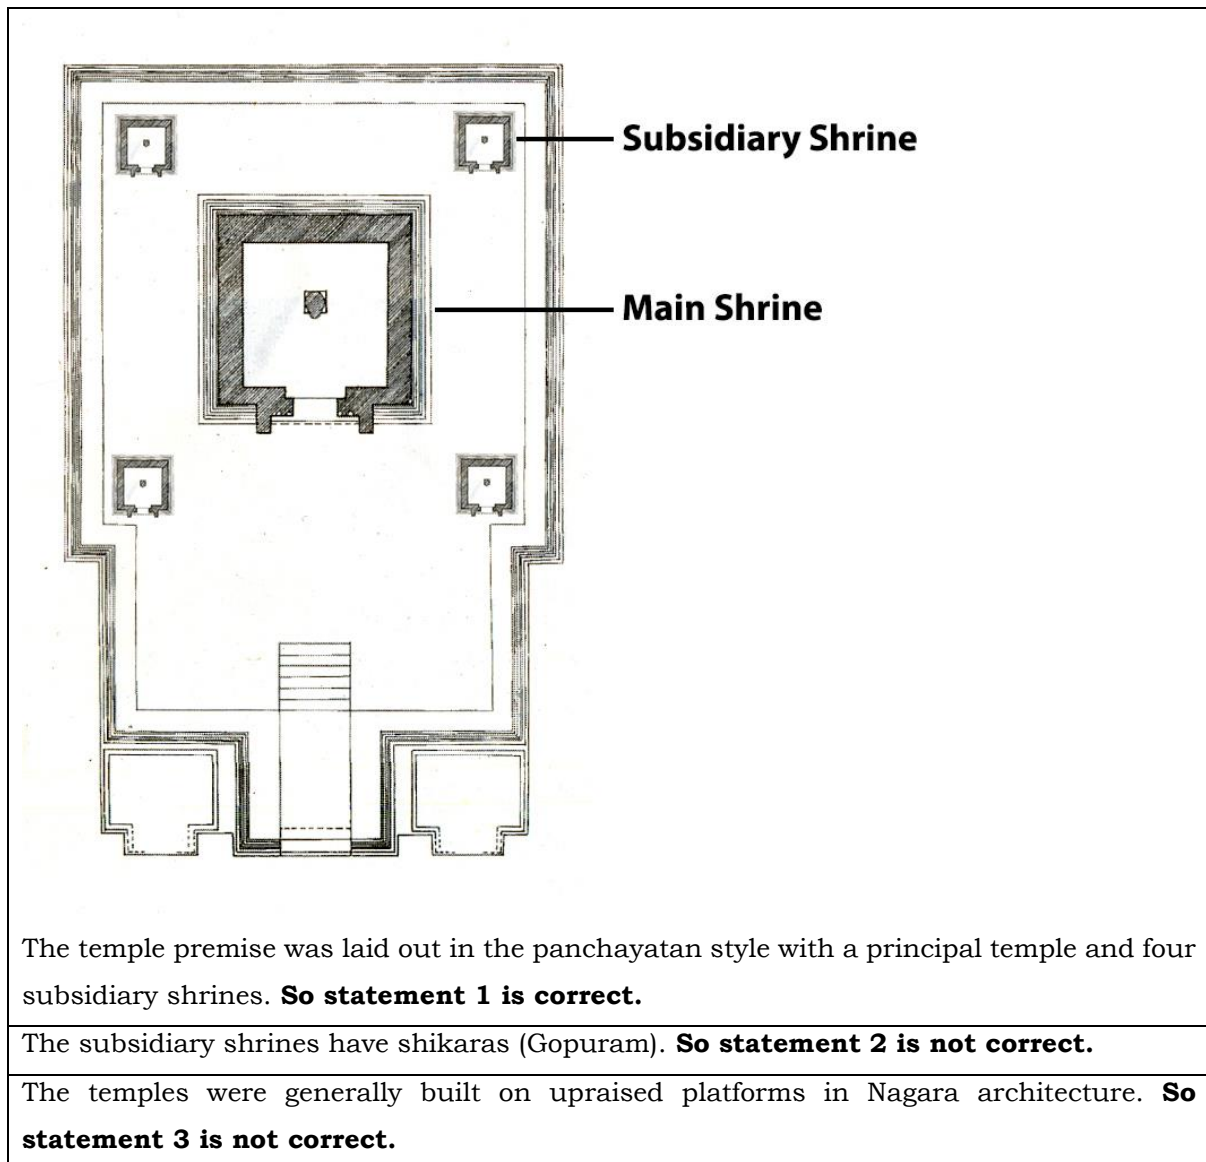 Subsidiary Shrine
Main Shrine
The temple premise was laid out in the panchayatan style with a principal temple and four
subsidiary shrines. So statement 1 is correct.
The subsidiary shrines have shikaras (Gopuram). So statement 2 is not correct.
The temples were generally built on upraised platforms in Nagara architecture. So
statement 3 is not correct.